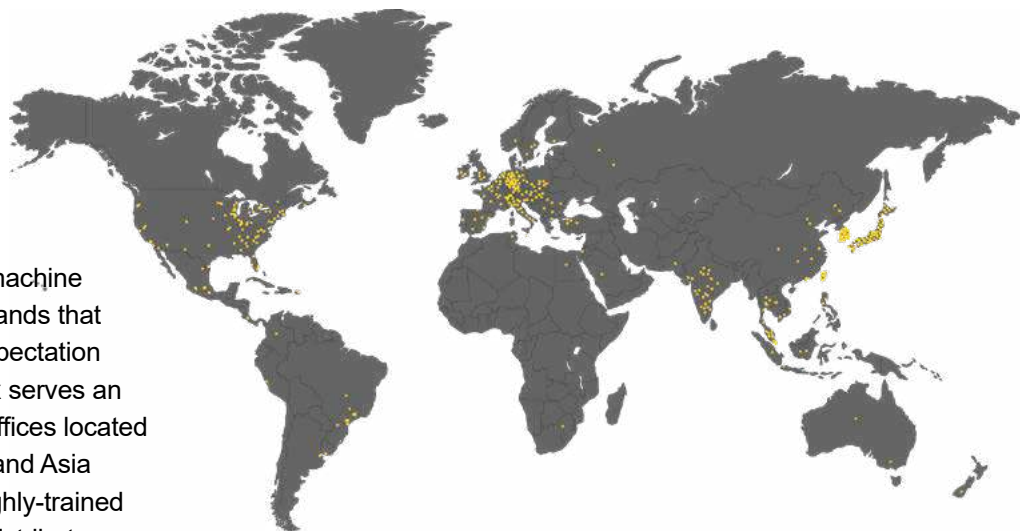 machine
ands that
pectation
serves an
ffices located
and Asia
ghly-trained